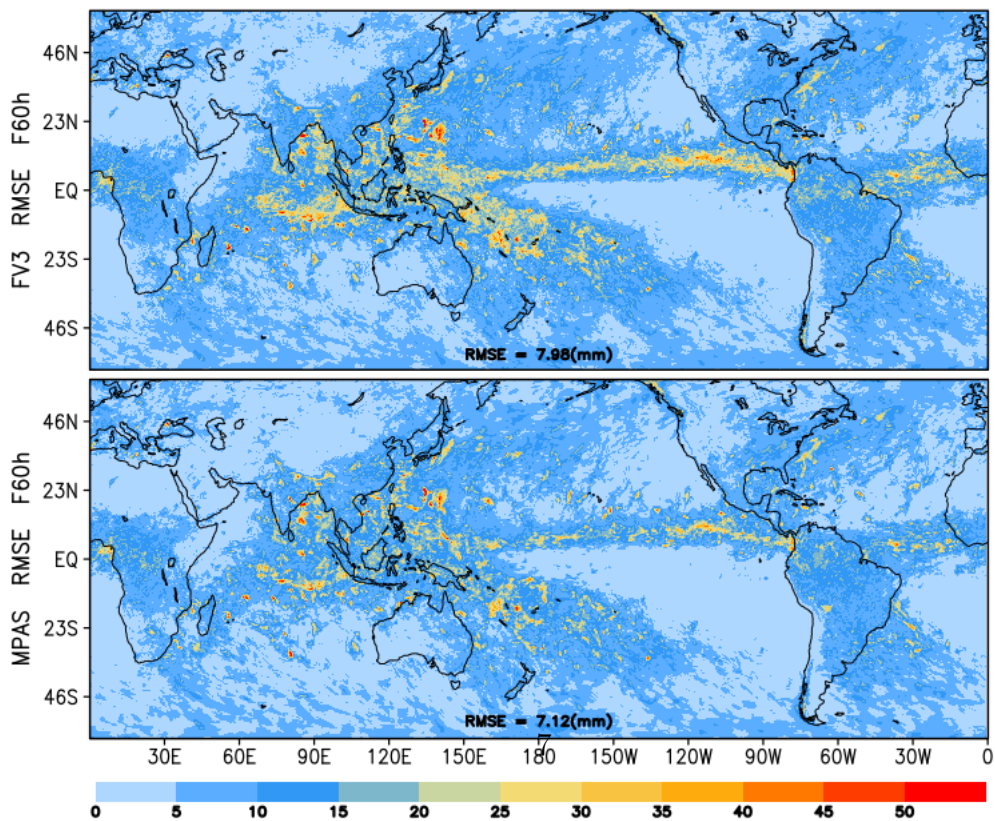 FV3 RMSE F60h
46N
23N
EQ
23S
46S
RMSE = 7.98(mm)
MPAS RMSE F60h
46N
23N
EQ
23S
46S
RMSE = 7.12(mm)
7
30E 60E 90E 120E 150E 180 150W 120W 90W 60W 30W 0
0 5 10 15 20 25 30 35 40 45 50